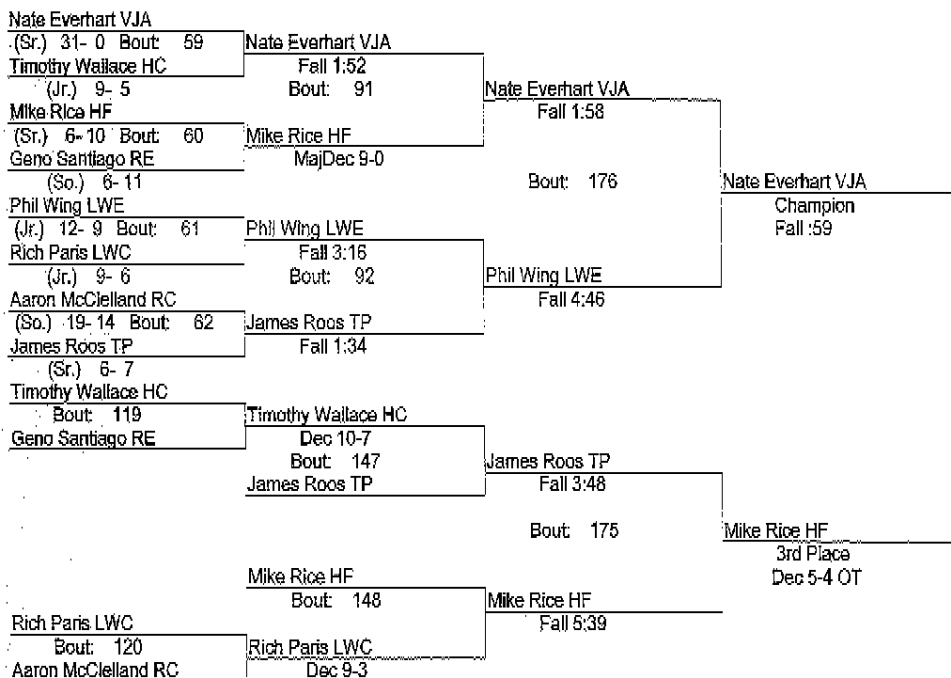 Nate Everhart VJA
(Sr.) 31- 0 Bout: 59
Timothy Wallace HC
(Jr.) 9- 5
Mike Rice HF
(Sr.) 6-10 Bout: 60
Geno Santiago RE
(So.) 6- 11
Phil Wing LWE
(Jr.) 12- 9 Bout: 61
Rich Paris LWC
(Jr.) 9- 6
Aaron McClelland RC
(So.) 19- 14 Bout: 62
James Roos TP
(Sr.) 6- 7
Timothy Wallace HC
Bout: 119
Geno Santiago RE
Rich Paris LWC
Bout: 120
Aaron McClelland RC
Nate Everhart VJA
Fall 1:52
Bout: 91
Mike Rice HF
MajDec 9-0
Phil Wing LWE
Fall 3:16
Bout: 92
James Roos TP
Fall 1:34
Timothy Wallace HC
Dec 10-7
Bout: 147
James Roos TP
Mike Rice HF
Bout: 148
Rich Paris LWC
Dec 9-3
Nate Everhart VJA
Fall 1:58
Bout: 176
Phil Wing LWE
Fall 4:46
James Roos TP
Fall 3:48
Bout: 175
Mike Rice HF
Fall 5:39
Nate Everhart VJA
Champion
Fall :59
Mike Rice HF
3rd Place
Dec 5-4 OT